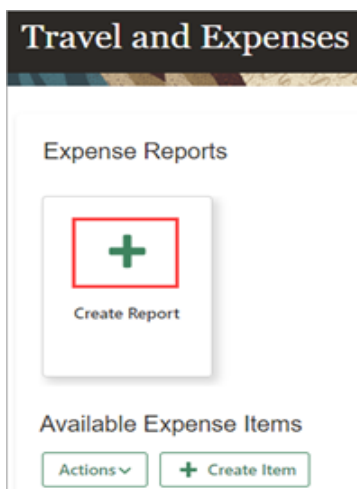 Travel and Expenses
Expense Reports
Create Report
Available Expense Items
Actions
Create Item